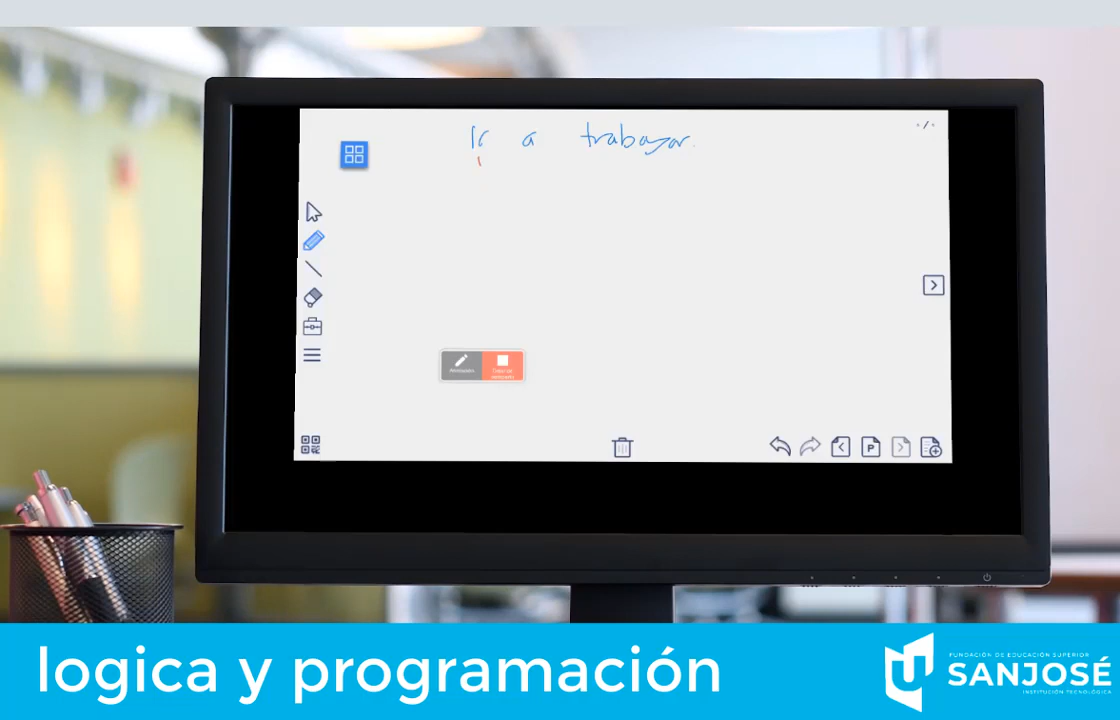 Ir a trabajar.
P
logica y programación
FUNDACIÓN DE EDUCACIÓN SUPERIOR
SANJOSÉ
INSTITUCIÓN TECNOLÓGICA